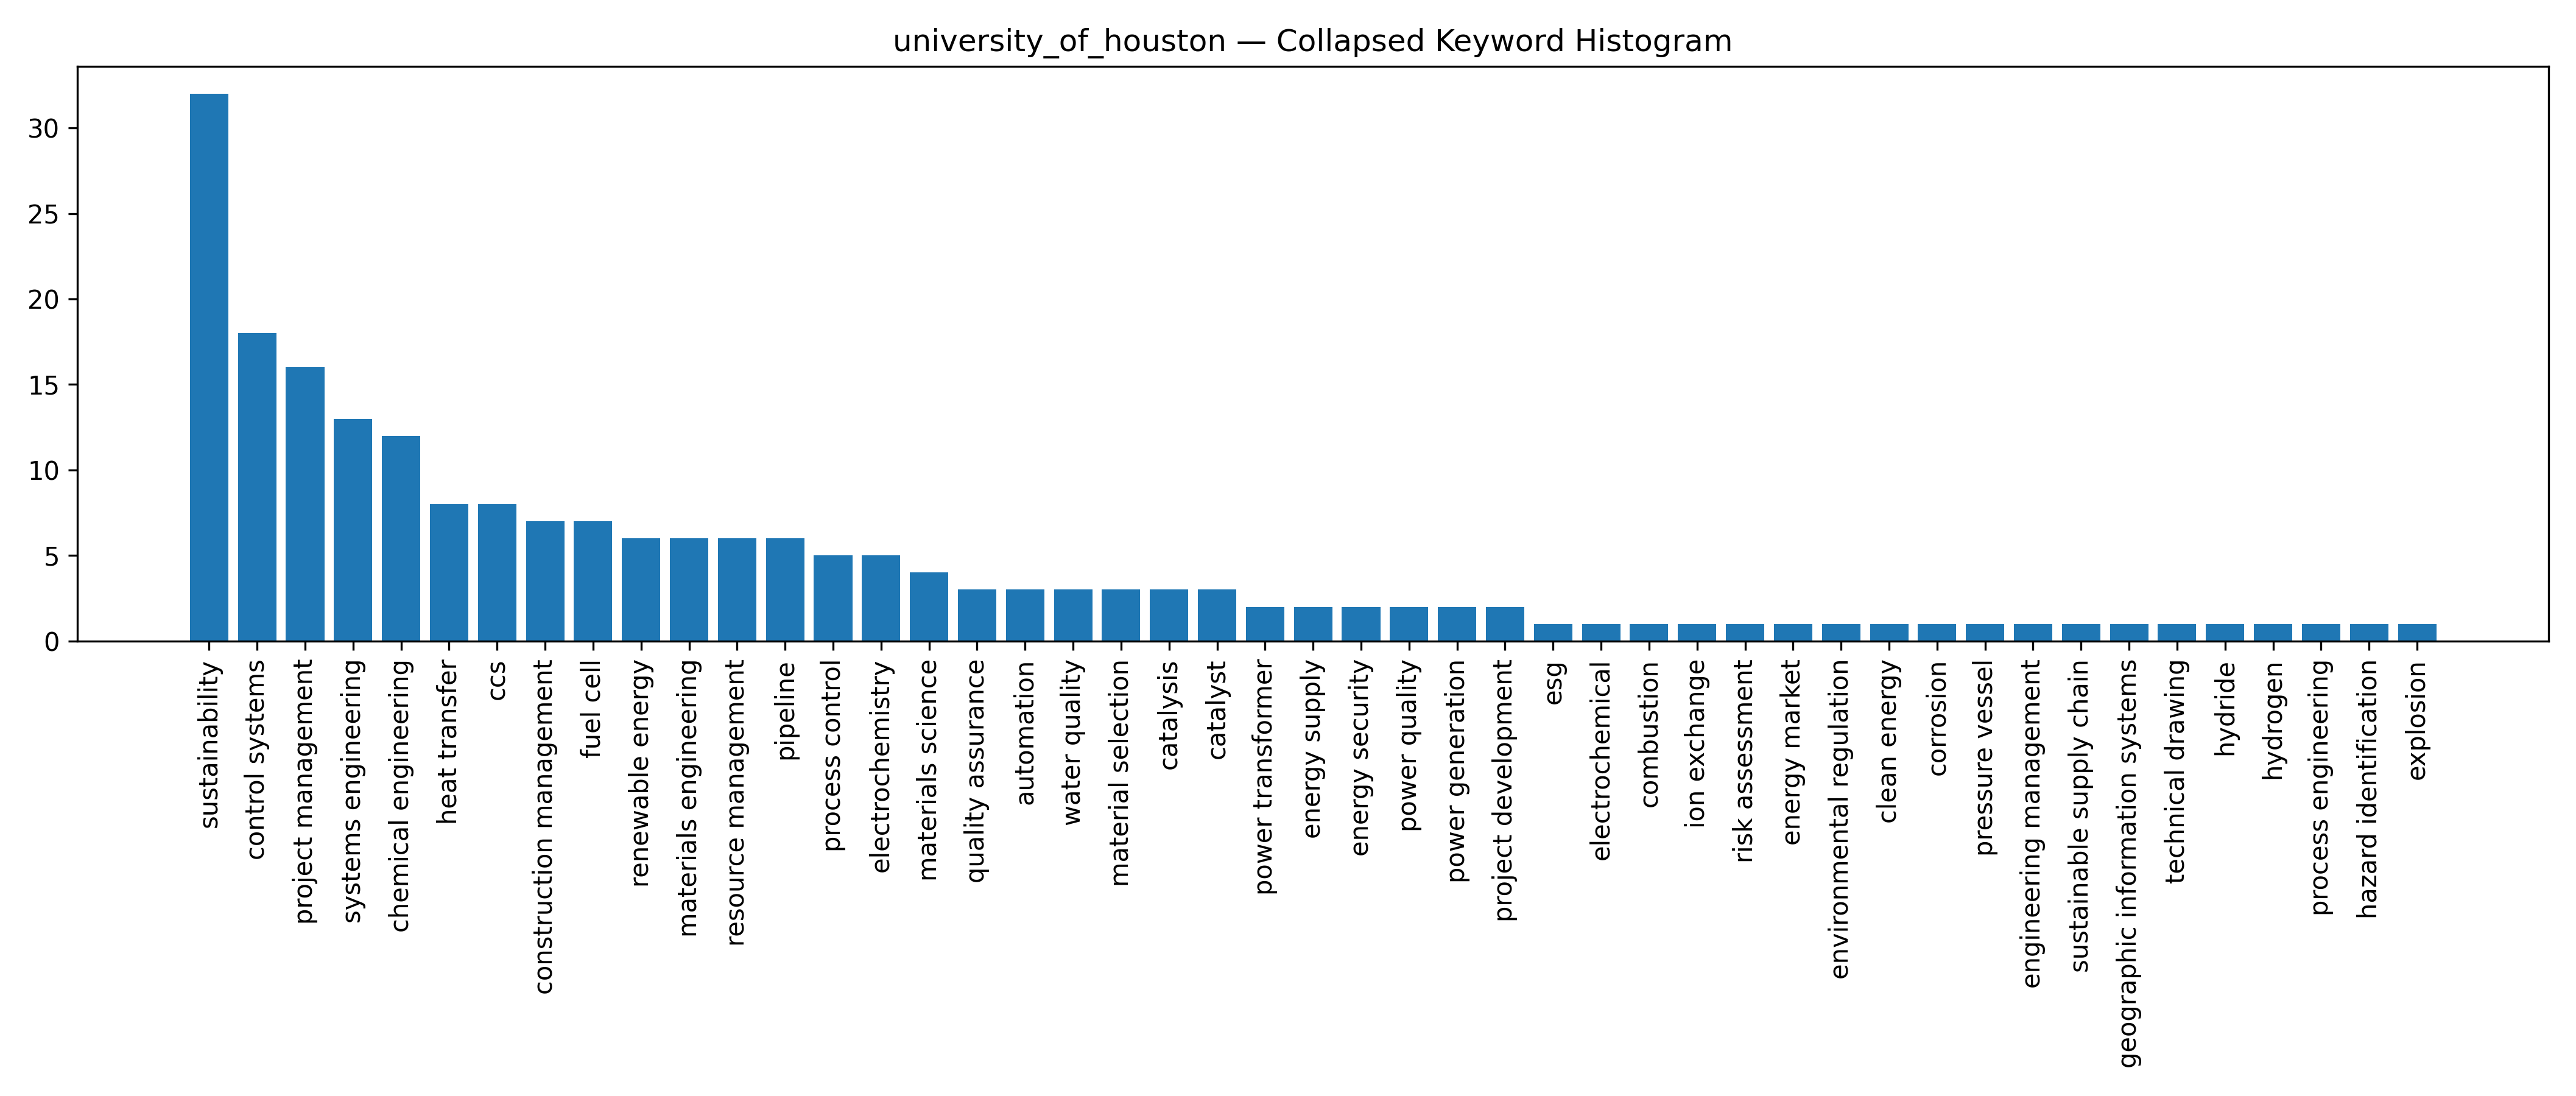 university_of_houston — Collapsed Keyword Histogram
30
25
20
15
10
5
0
sustainability
control systems
project management
systems engineering
chemical engineering
heat transfer
ccs
construction management
fuel cell
renewable energy
materials engineering
resource management
pipeline
process control
electrochemistry
materials science
quality assurance
automation
water quality
material selection
catalysis
catalyst
power transformer
energy supply
energy security
power quality
power generation
project development
esg
electrochemical
combustion
ion exchange
risk assessment
energy market
environmental regulation
clean energy
corrosion
pressure vessel
engineering management
sustainable supply chain
geographic information systems
technical drawing
hydride
hydrogen
process engineering
hazard identification
explosion